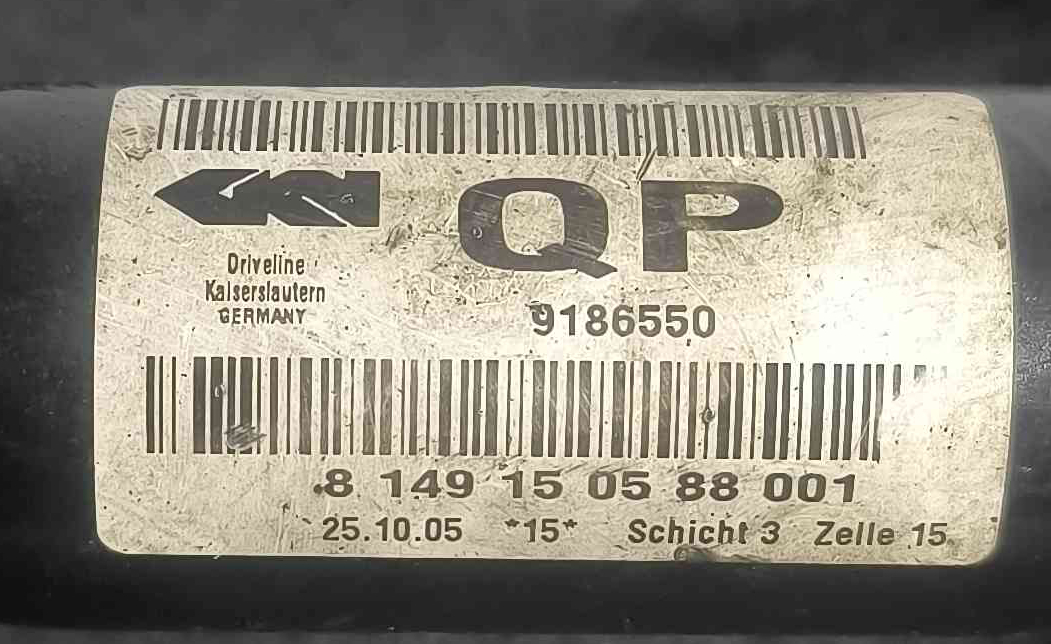 QP
Driveline
Kaiserslautern
GERMANY
9186550
8 149 15 05 88 001
25.10.05 *15* Schicht 3 Zelle 15